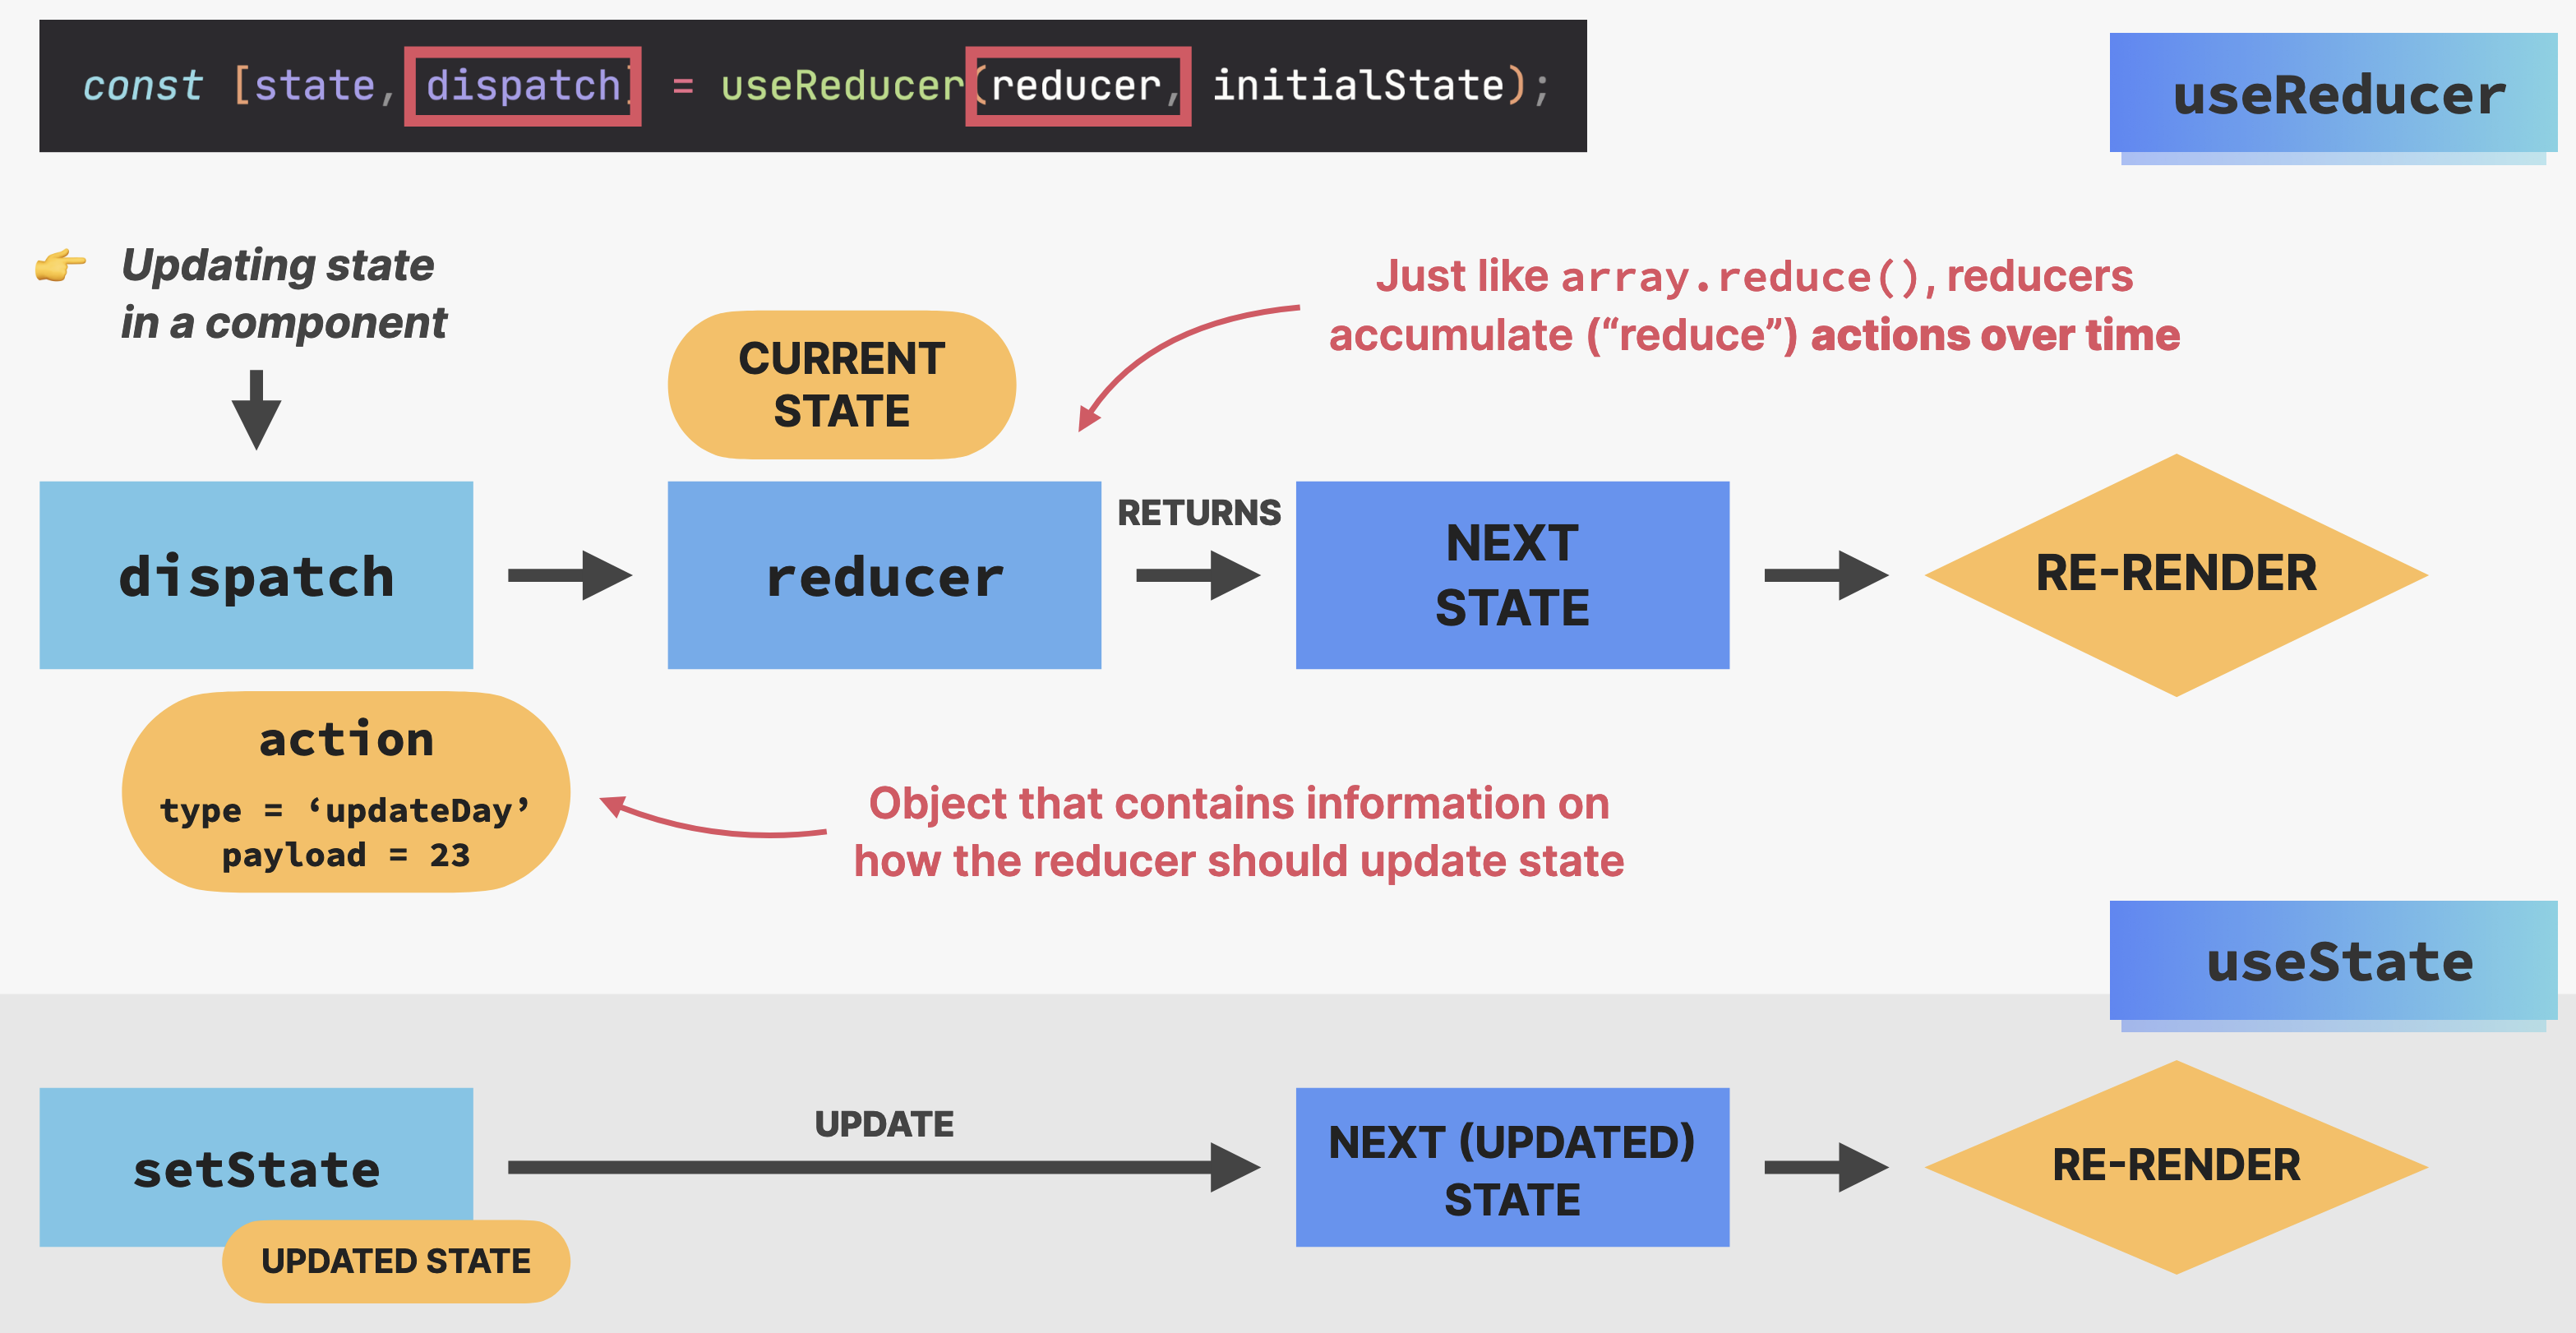 const [state, dispatch] = useReducer(reducer, initialState);
useReducer
Updating state
in a component
Just like array.reduce(), reducers
accumulate (“reduce”) actions over time
CURRENT
STATE
dispatch
reducer
RETURNS
NEXT
STATE
RE-RENDER
action
type = ‘updateDay’
payload = 23
Object that contains information on
how the reducer should update state
useState
setState
UPDATED STATE
UPDATE
NEXT (UPDATED)
STATE
RE-RENDER